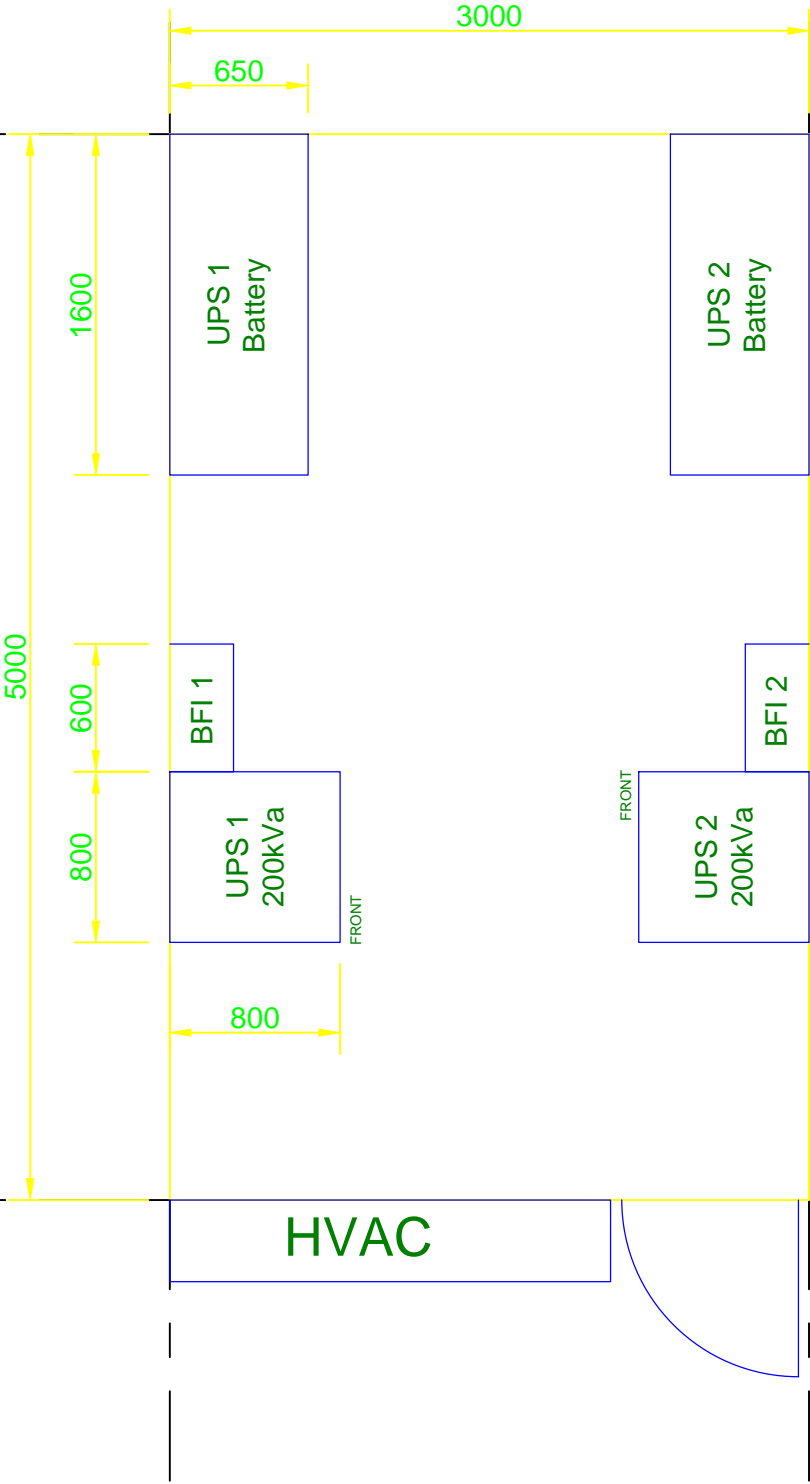 3000
650
1600
UPS 1
Battery
UPS 2
Battery
5000
600
BFI 1
BFI 2
800
UPS 1
200kVa
FRONT
FRONT
UPS 2
200kVa
800
HVAC